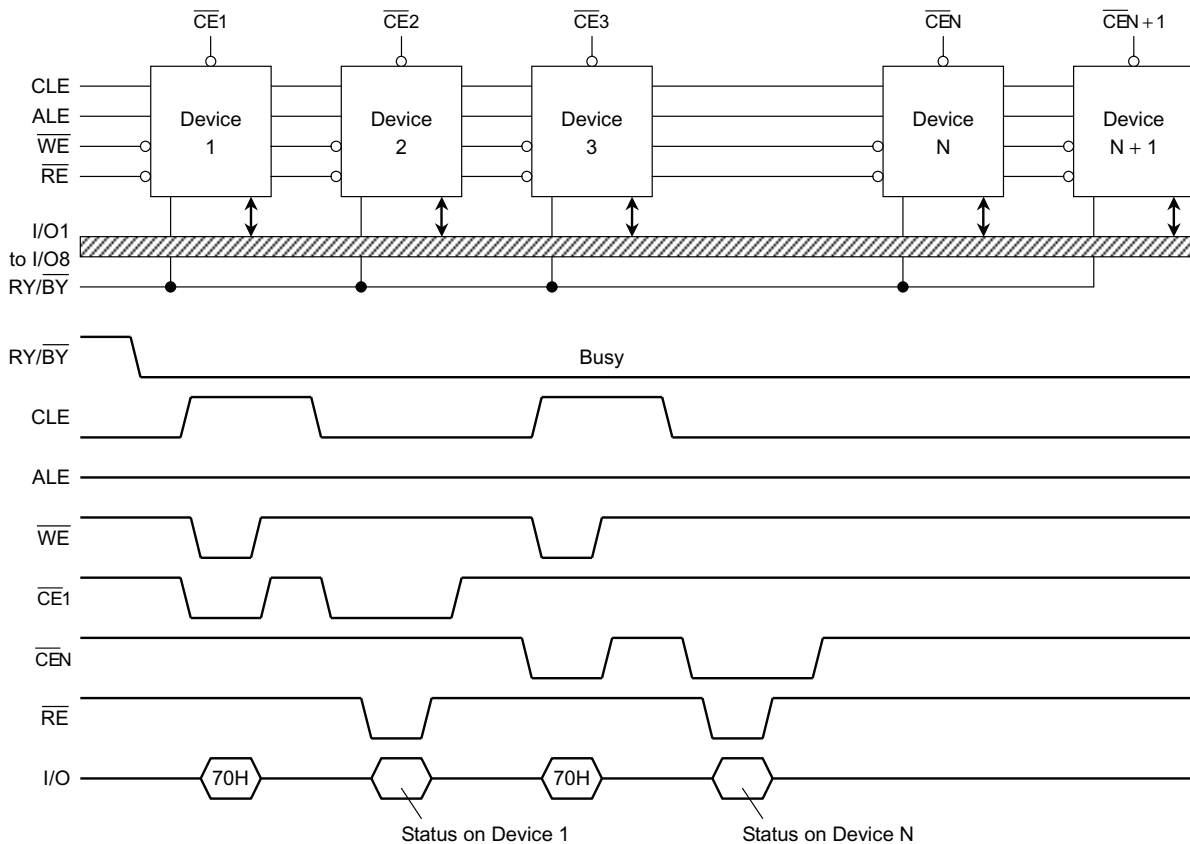 CE1 CE2 CE3 CEN CEN + 1
CLE
ALE
WE
RE
Device 1
Device 2
Device 3
Device N
Device N + 1
I/O1
to I/O8
RY/BY
RY/BY
Busy
CLE
ALE
WE
CE1
CEN
RE
I/O
70H
70H
Status on Device 1
Status on Device N